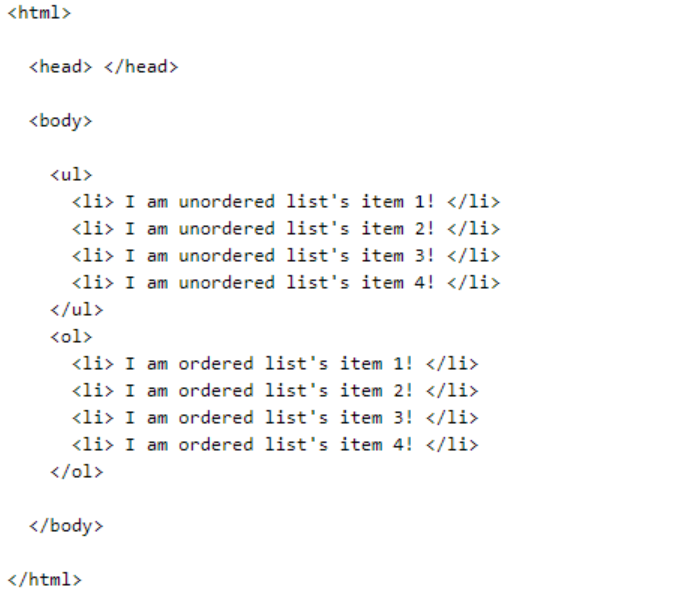 <html>
<head> </head>
<body>
<ul>
<li> I am unordered list's item 1! </li>
<li> I am unordered list's item 2! </li>
<li> I am unordered list's item 3! </li>
<li> I am unordered list's item 4! </li>
</ul>
<ol>
<li> I am ordered list's item 1! </li>
<li> I am ordered list's item 2! </li>
<li> I am ordered list's item 3! </li>
<li> I am ordered list's item 4! </li>
</ol>
</body>
</html>